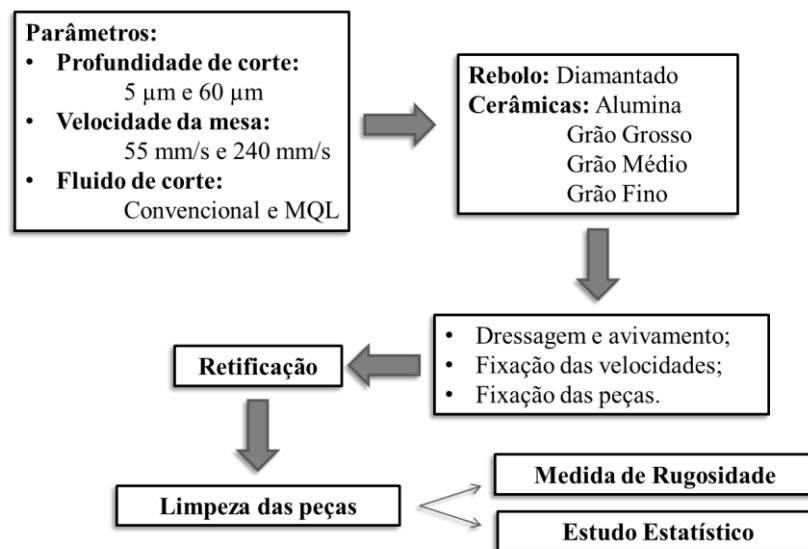 Parâmetros:
• Profundidade de corte:
5 µm e 60 µm
• Velocidade da mesa:
55 mm/s e 240 mm/s
• Fluido de corte:
Convencional e MQL
Rebolo: Diamantado
Cerâmicas: Alumina
Grão Grosso
Grão Médio
Grão Fino
• Dressagem e avivamento;
• Fixação das velocidades;
• Fixação das peças.
Retificação
Limpeza das peças
Medida de Rugosidade
Estudo Estatístico